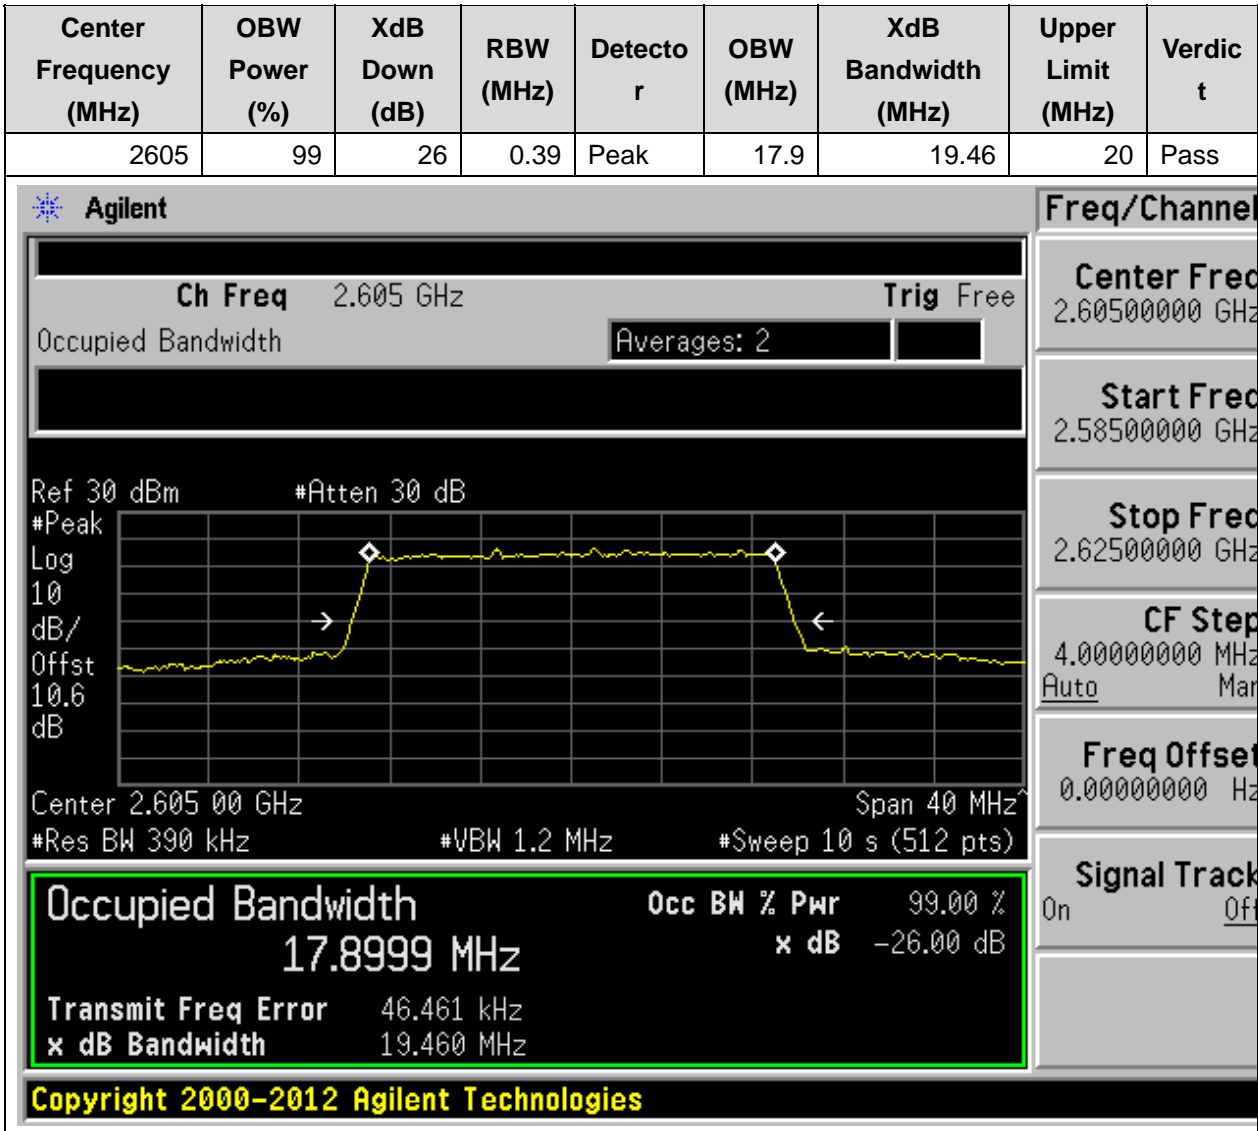 Center Frequency (MHz) OBW Power (%) XdB Down (dB) RBW (MHz) Detector OBW (MHz) XdB Bandwidth (MHz) Upper Limit (MHz) Verdict
2605 99 26 0.39 Peak 17.9 19.46 20 Pass
Agilent
Freq/Channel
Ch Freq 2.605 GHz Trig Free
Occupied Bandwidth Averages: 2
Center Freq
2.60500000 GHz
Start Freq
2.58500000 GHz
Stop Freq
2.62500000 GHz
CF Step
4.00000000 MHz
Auto Man
Freq Offset
0.00000000 Hz
Signal Track
On Off
Ref 30 dBm #Atten 30 dB
#Peak
Log
10
dB/
Offst
10.6
dB
Center 2.605 00 GHz Span 40 MHz^
#Res BW 390 kHz #VBW 1.2 MHz #Sweep 10 s (512 pts)
Occupied Bandwidth
17.8999 MHz
Occ BW % Pwr 99.00 %
x dB -26.00 dB
Transmit Freq Error 46.461 kHz
x dB Bandwidth 19.460 MHz
Copyright 2000-2012 Agilent Technologies